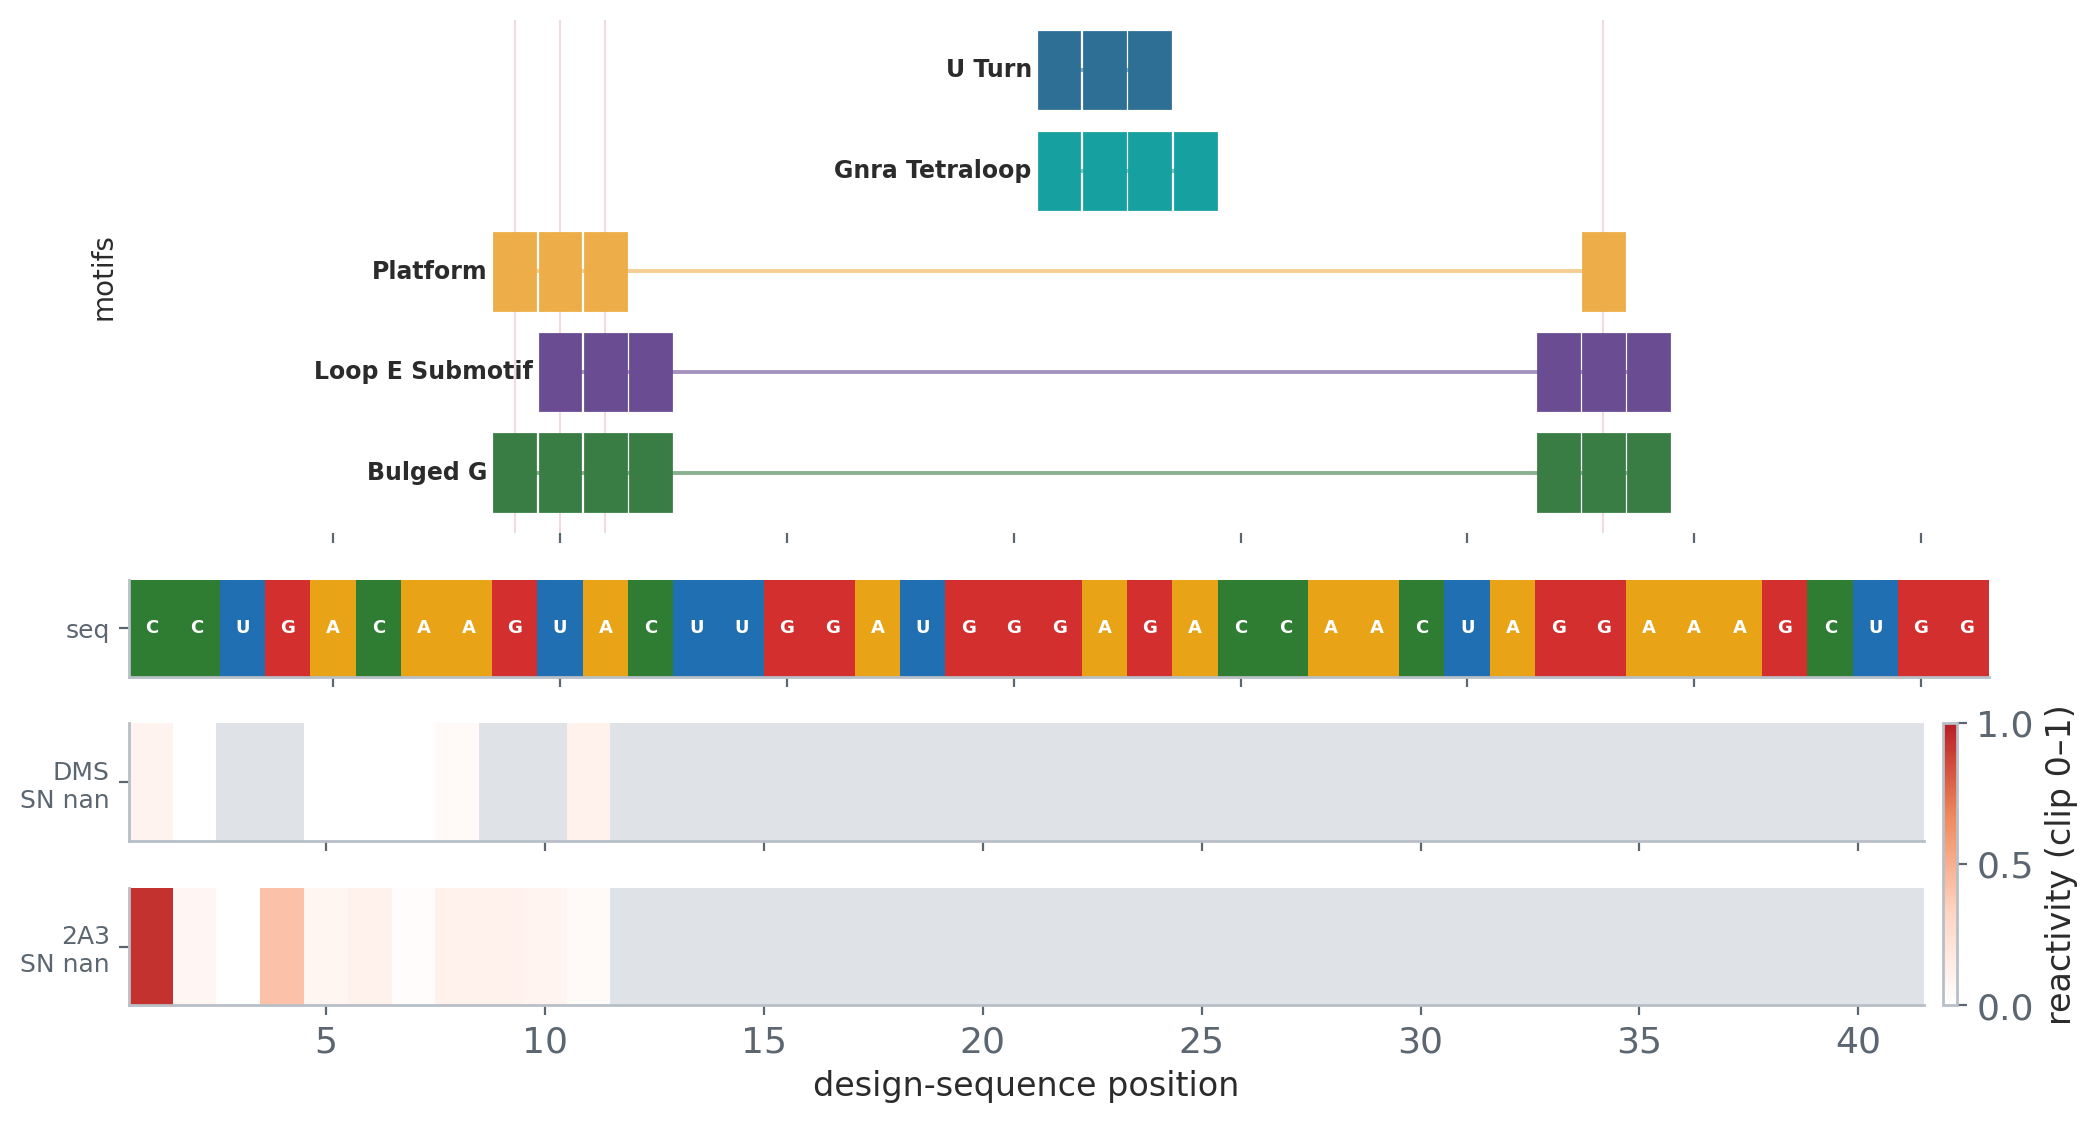 U Turn
Gnra Tetraloop
Platform
Loop E Submotif
Bulged G
motifs
seq
C C U G A C A A G U A C U U G G A U G G G A G A C C A A C U A G G A A A G C U G G
DMS
SN nan
2A3
SN nan
1.0
0.5
0.0
reactivity (clip 0–1)
5 10 15 20 25 30 35 40
design-sequence position